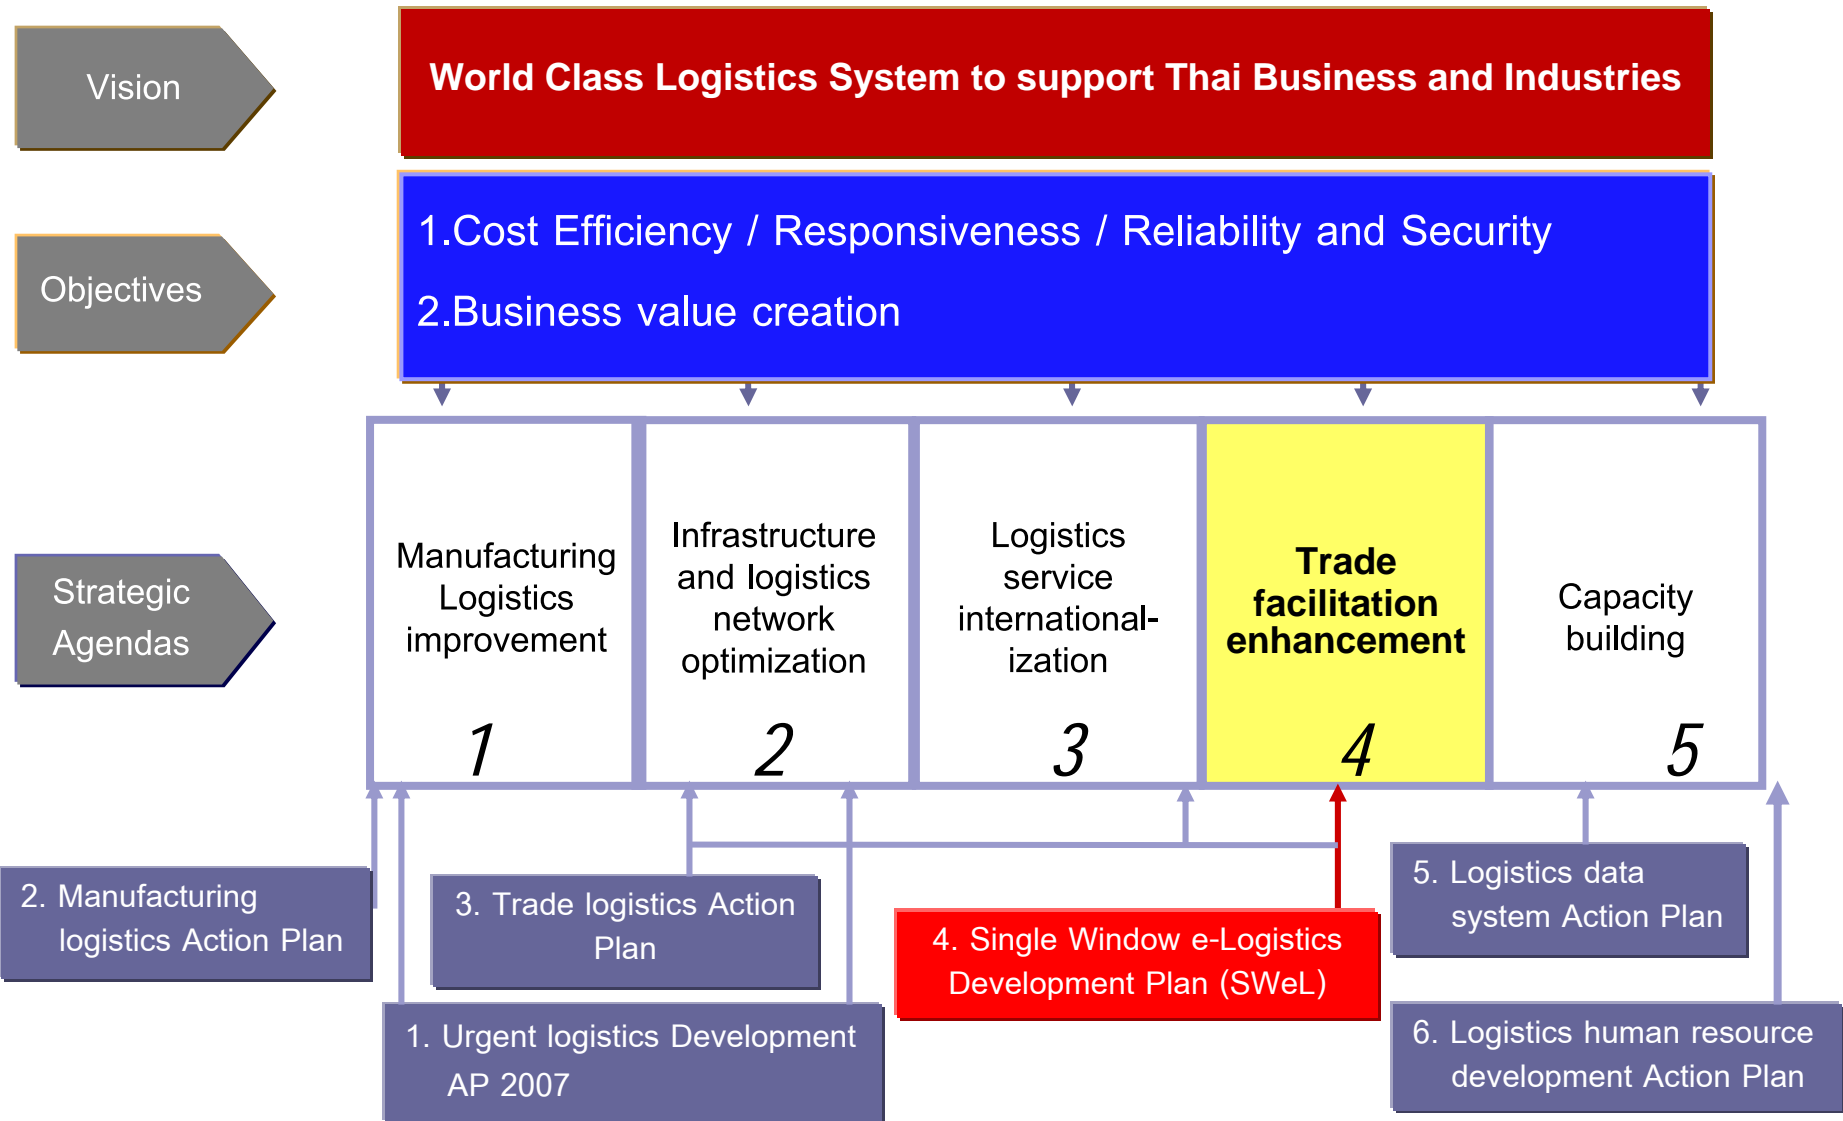 Vision
World Class Logistics System to support Thai Business and Industries
Objectives
1.Cost Efficiency / Responsiveness / Reliability and Security
2.Business value creation
Strategic
Agendas
Manufacturing
Logistics
improvement
1
Infrastructure
and logistics
network
optimization
2
Logistics
service
international-
ization
3
Trade
facilitation
enhancement
4
Capacity
building
5
2. Manufacturing
logistics Action Plan
3. Trade logistics Action
Plan
4. Single Window e-Logistics
Development Plan (SWeL)
5. Logistics data
system Action Plan
1. Urgent logistics Development
AP 2007
6. Logistics human resource
development Action Plan